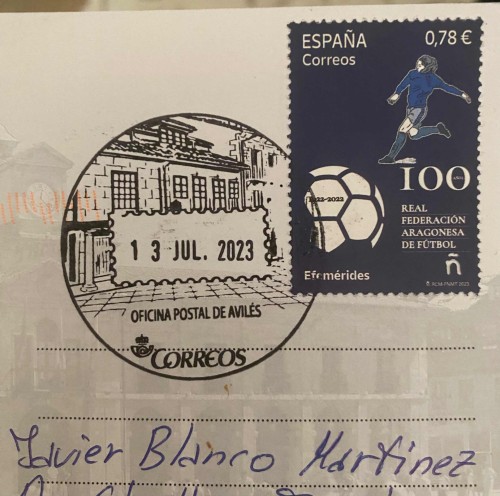 ESPAÑA 0,78 €
Correos
100
años
1922-2022
REAL
FEDERACIÓN
ARAGONESA
DE FÚTBOL
Efemérides
ñ
13 JUL. 2023
OFICINA POSTAL DE AVILÉS
CORREOS
Javier Blanco Martinez